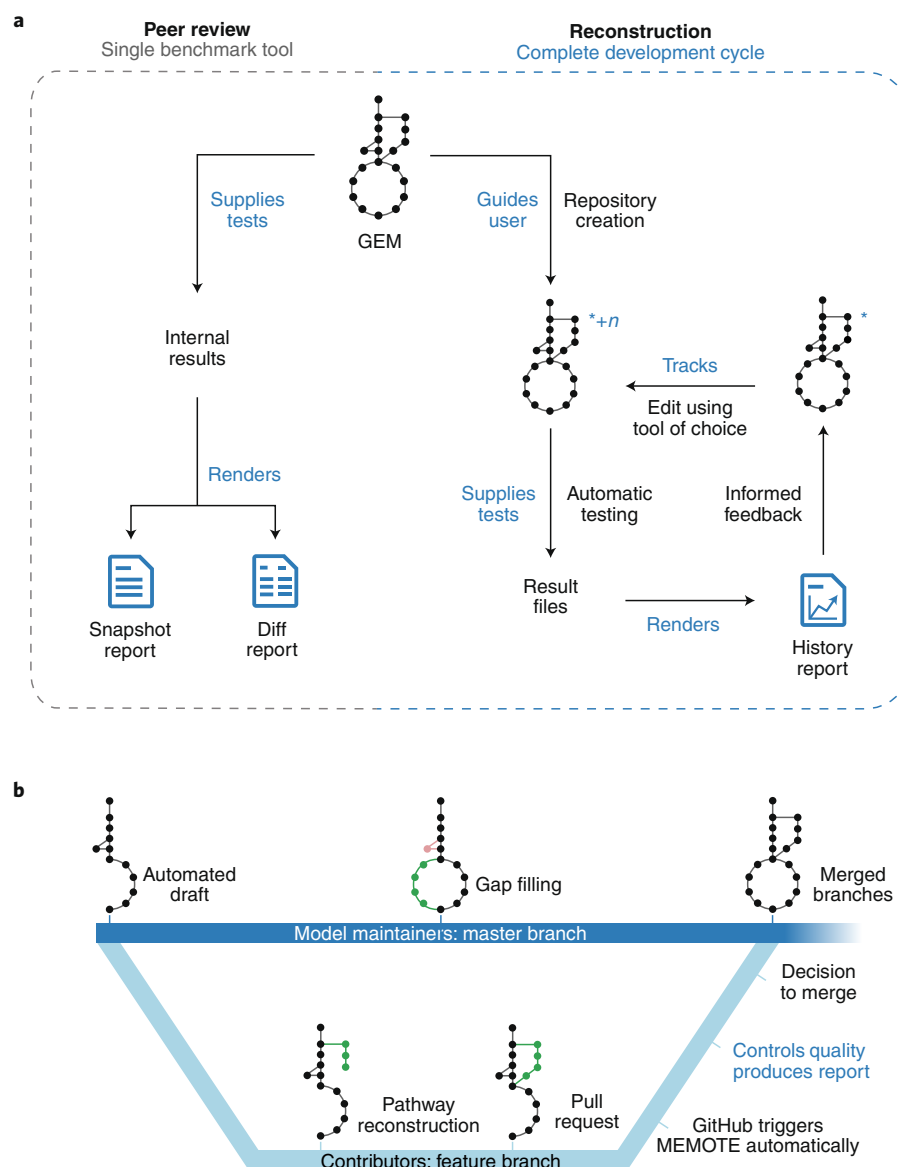 a
Peer review
Single benchmark tool
Reconstruction
Complete development cycle
GEM
Supplies
tests
Guides
user
Repository
creation
Internal
results
*+n
*
Tracks
Edit using
tool of choice
Renders
Supplies
tests
Automatic
testing
Informed
feedback
Snapshot
report
Diff
report
Result
files
Renders
History
report
b
Automated
draft
Gap filling
Merged
branches
Model maintainers: master branch
Decision
to merge
Controls quality
produces report
Pathway
reconstruction
Pull
request
GitHub triggers
MEMOTE automatically
Contributors: feature branch